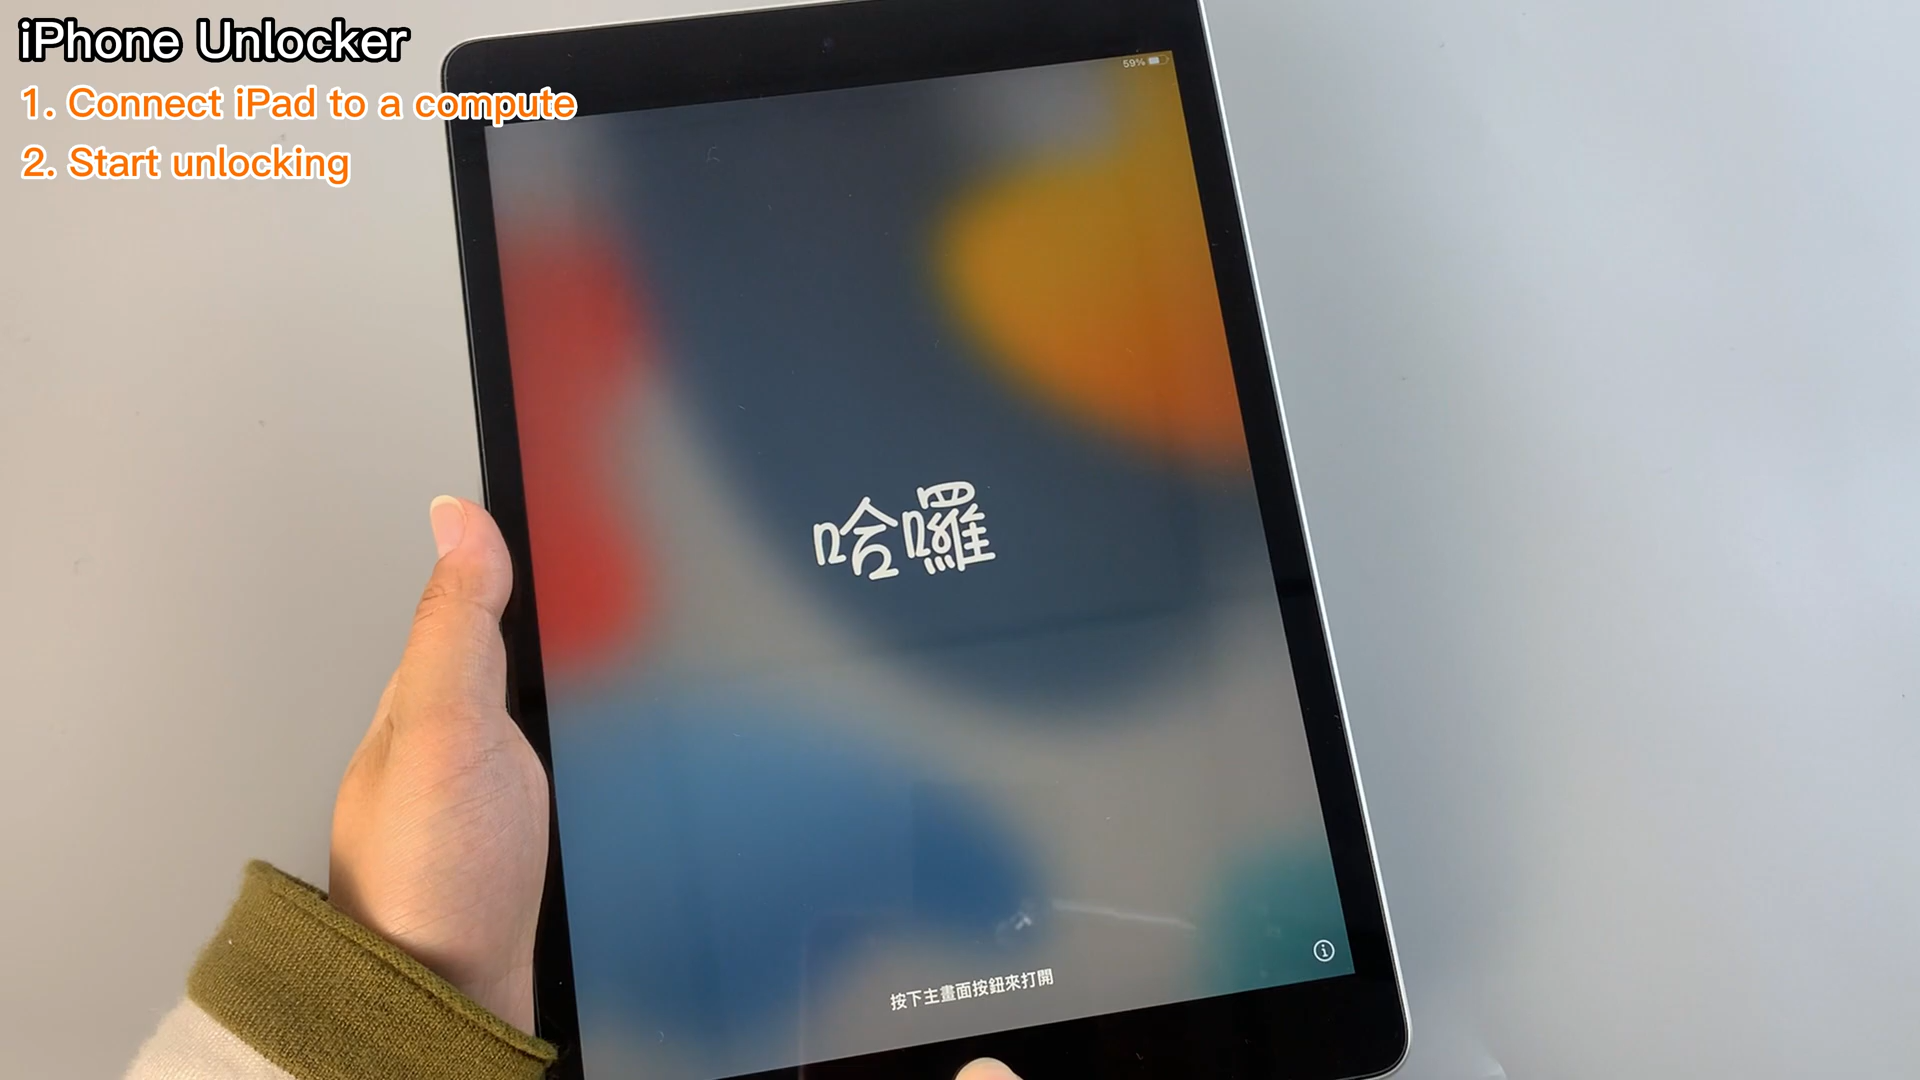 iPhone Unlocker
1. Connect iPad to a compute
2. Start unlocking
59%
哈囉
按下主畫面按鈕來打開